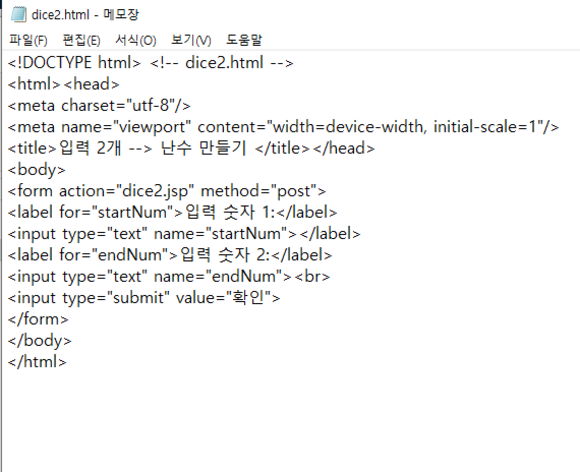 dice2.html - 메모장
파일(F) 편집(E) 서식(O) 보기(V) 도움말
<!DOCTYPE html> <!-- dice2.html -->
<html><head>
<meta charset="utf-8"/>
<meta name="viewport" content="width=device-width, initial-scale=1"/>
<title>입력 2개 --> 난수 만들기 </title></head>
<body>
<form action="dice2.jsp" method="post">
<label for="startNum">입력 숫자 1:</label>
<input type="text" name="startNum"></label>
<label for="endNum">입력 숫자 2:</label>
<input type="text" name="endNum"><br>
<input type="submit" value="확인">
</form>
</body>
</html>